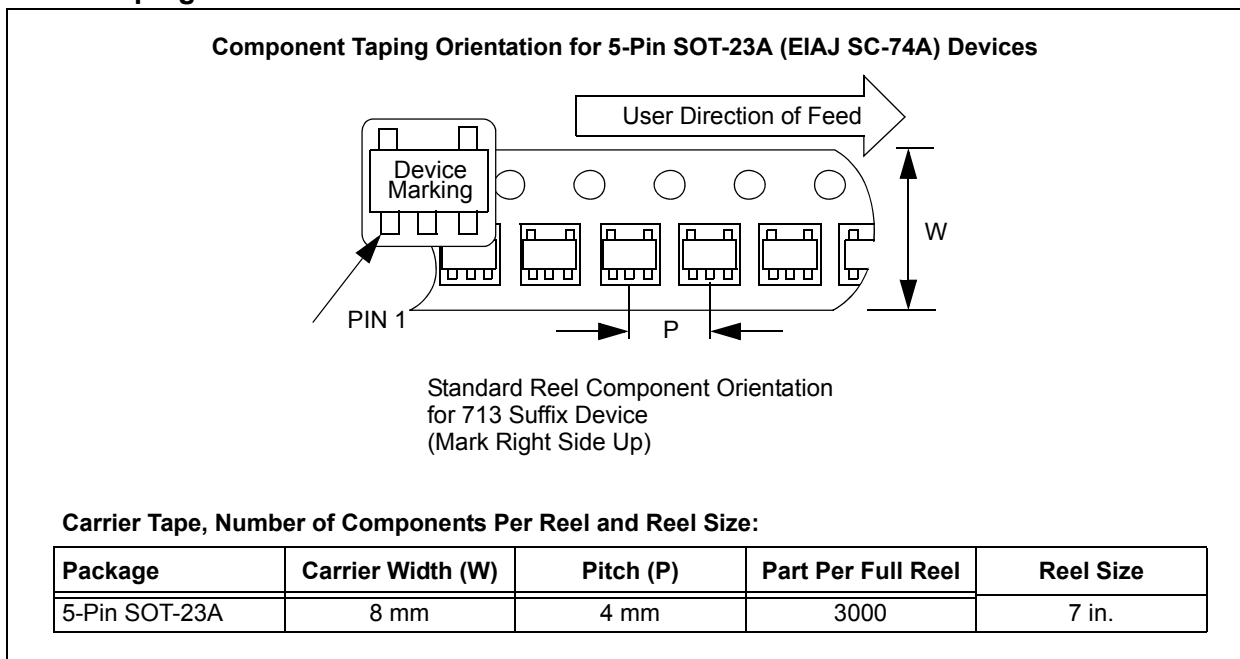 Component Taping Orientation for 5-Pin SOT-23A (EIAJ SC-74A) Devices
User Direction of Feed
Device
Marking
W
PIN 1
P
Standard Reel Component Orientation
for 713 Suffix Device
(Mark Right Side Up)
Carrier Tape, Number of Components Per Reel and Reel Size:
Package Carrier Width (W) Pitch (P) Part Per Full Reel Reel Size
5-Pin SOT-23A 8 mm 4 mm 3000 7 in.